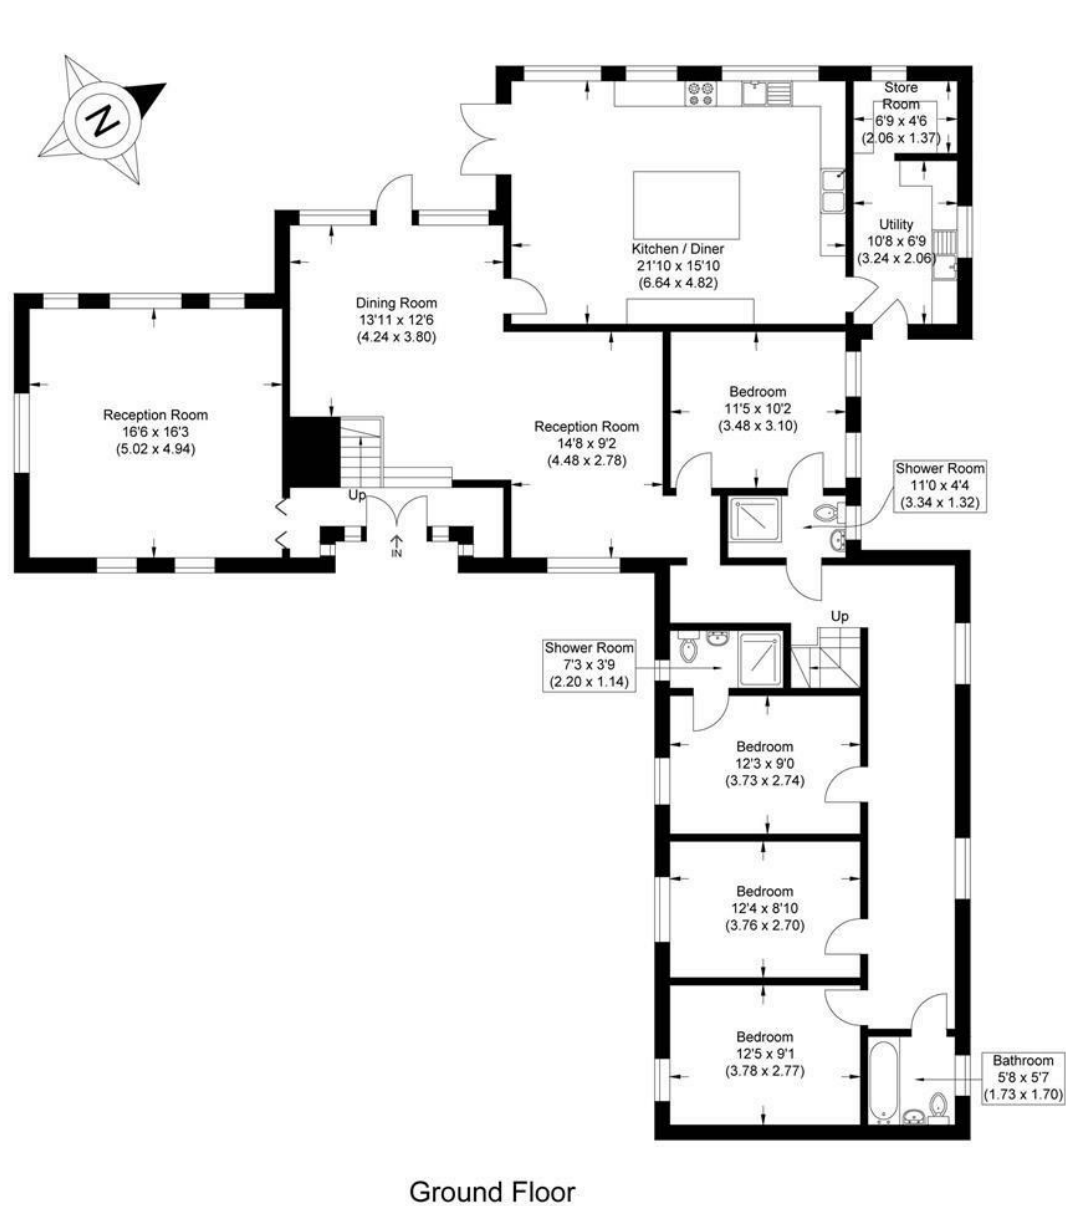 N
Store
Room
6'9 x 4'6
(2.06 x 1.37)
Utility
10'8 x 6'9
(3.24 x 2.06)
Kitchen / Diner
21'10 x 15'10
(6.64 x 4.82)
Dining Room
13'11 x 12'6
(4.24 x 3.80)
Reception Room
16'6 x 16'3
(5.02 x 4.94)
Bedroom
11'5 x 10'2
(3.48 x 3.10)
Reception Room
14'8 x 9'2
(4.48 x 2.78)
Shower Room
11'0 x 4'4
(3.34 x 1.32)
Up
IN
Up
Shower Room
7'3 x 3'9
(2.20 x 1.14)
Bedroom
12'3 x 9'0
(3.73 x 2.74)
Bedroom
12'4 x 8'10
(3.76 x 2.70)
Bedroom
12'5 x 9'1
(3.78 x 2.77)
Bathroom
5'8 x 5'7
(1.73 x 1.70)
Ground Floor